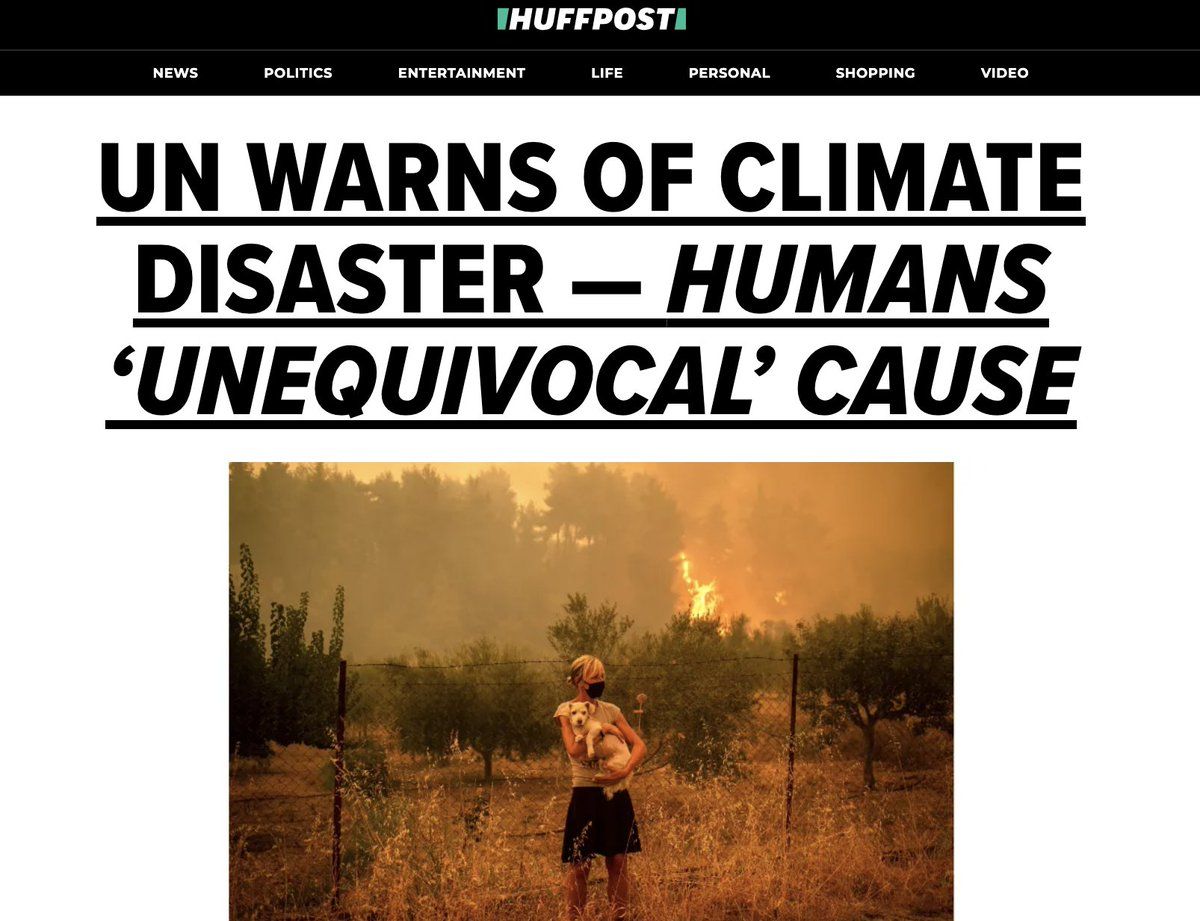 HUFFPOST
NEWS POLITICS ENTERTAINMENT LIFE PERSONAL SHOPPING VIDEO
UN WARNS OF CLIMATE
DISASTER — HUMANS
‘UNEQUIVOCAL’ CAUSE